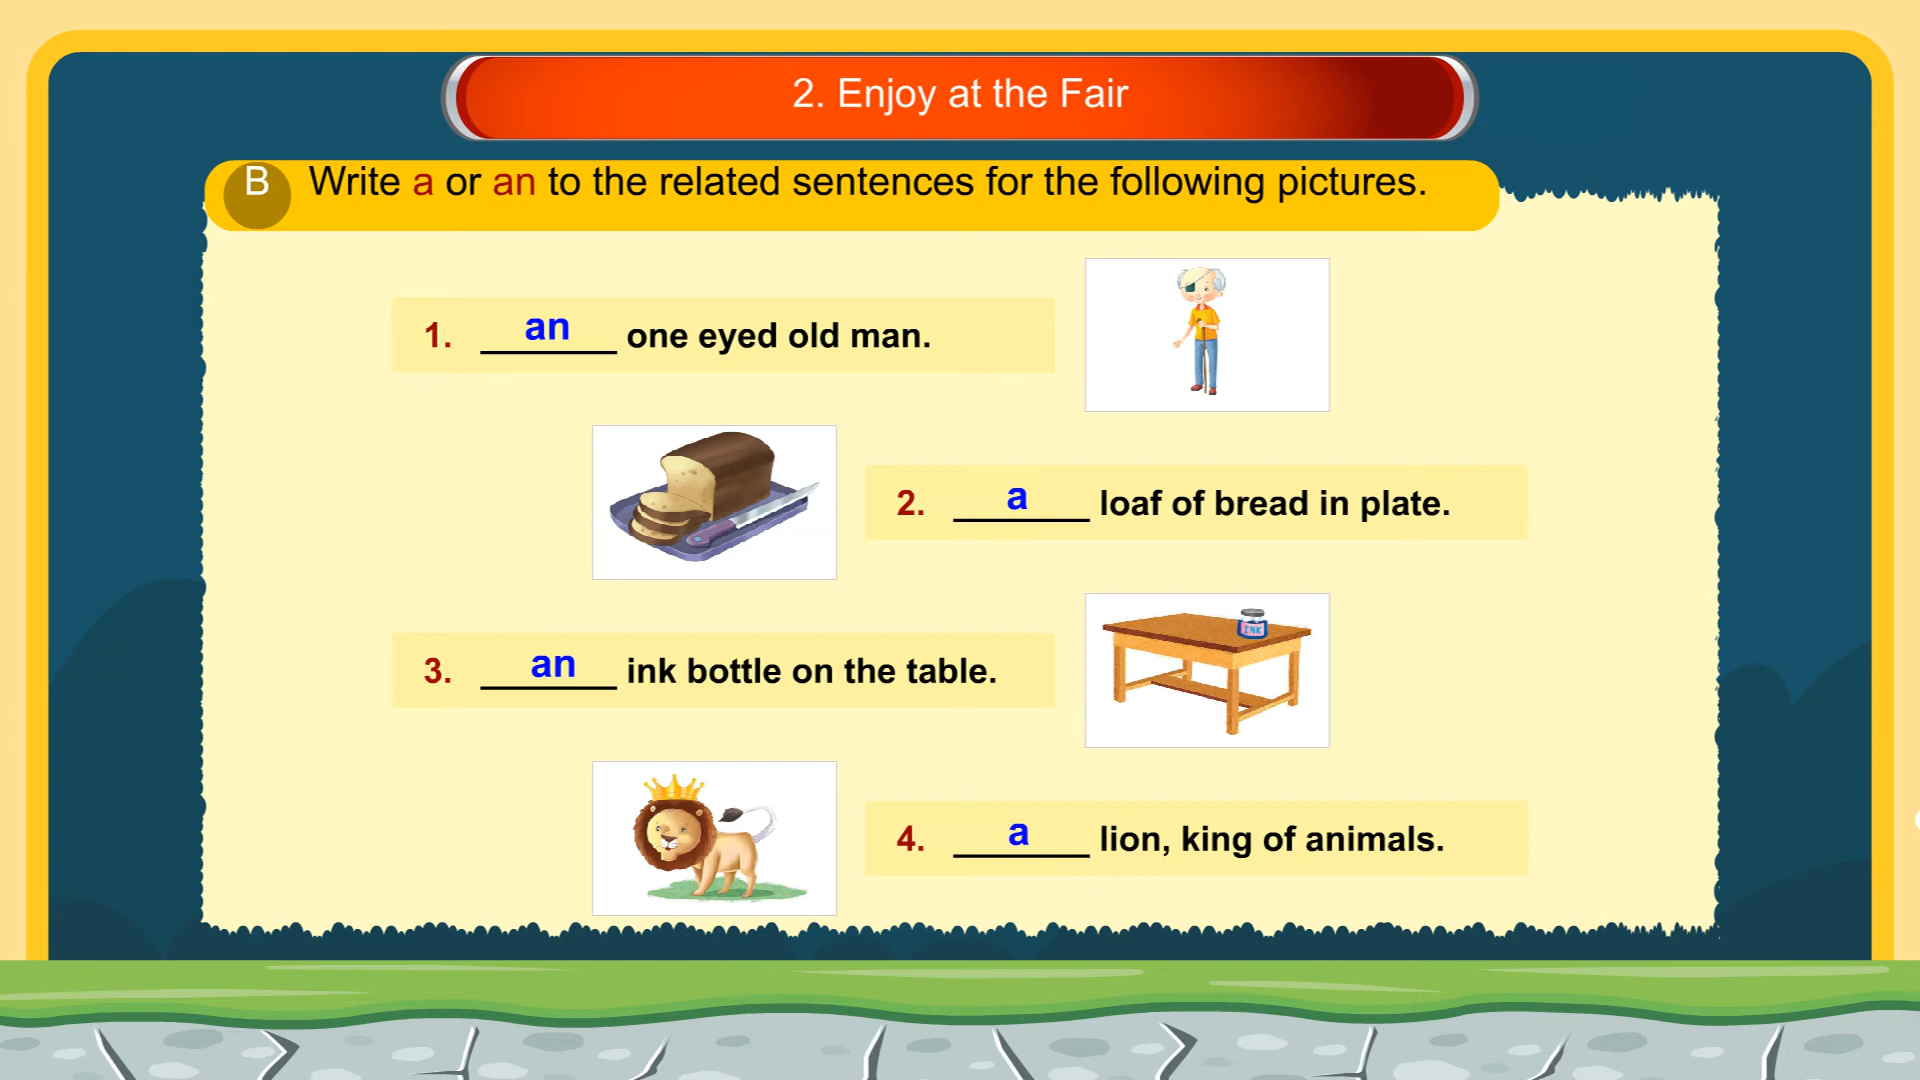 2. Enjoy at the Fair
B Write a or an to the related sentences for the following pictures.
1. an one eyed old man.
2. a loaf of bread in plate.
3. an ink bottle on the table.
INK
4. a lion, king of animals.